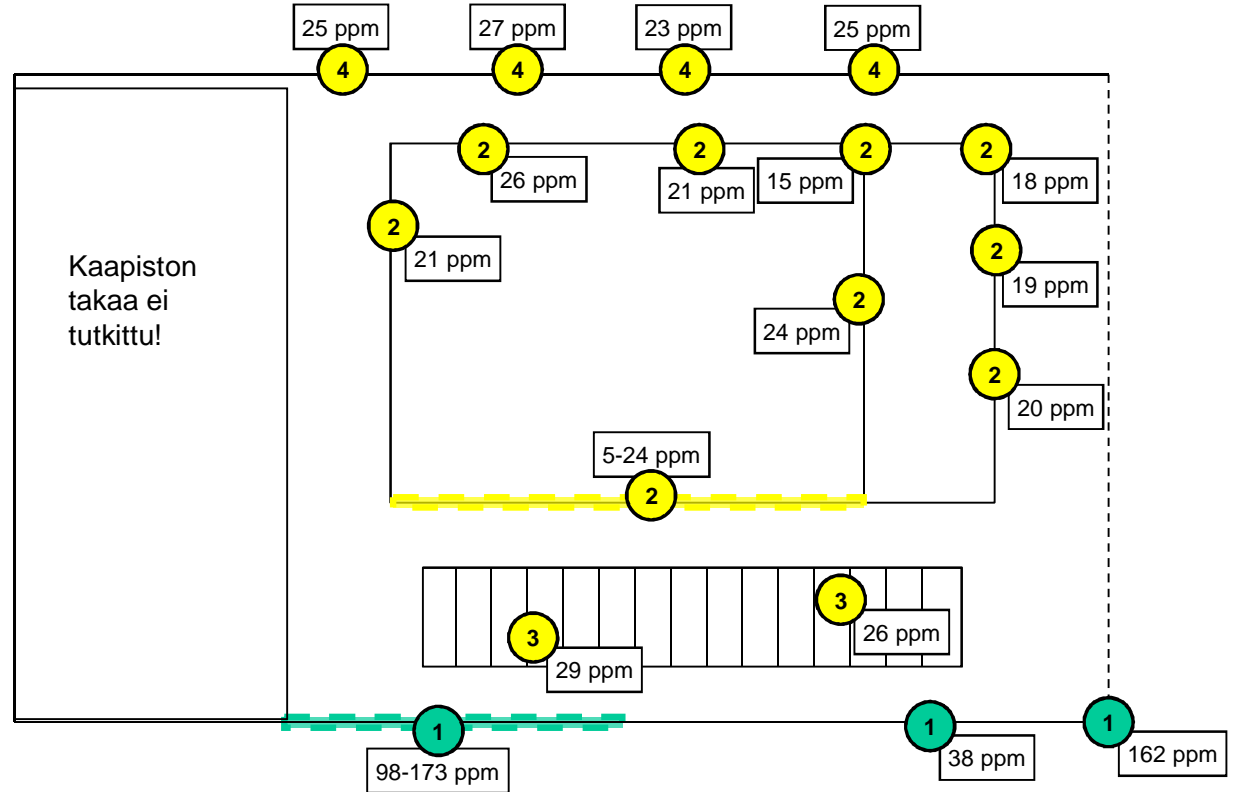 25 ppm
27 ppm
23 ppm
25 ppm
4
4
4
4
2
2
2
2
26 ppm
21 ppm
15 ppm
18 ppm
2
21 ppm
2
19 ppm
Kaapiston
takaa ei
tutkittu!
2
24 ppm
2
20 ppm
5-24 ppm
2
3
26 ppm
3
29 ppm
1
98-173 ppm
1
38 ppm
1
162 ppm